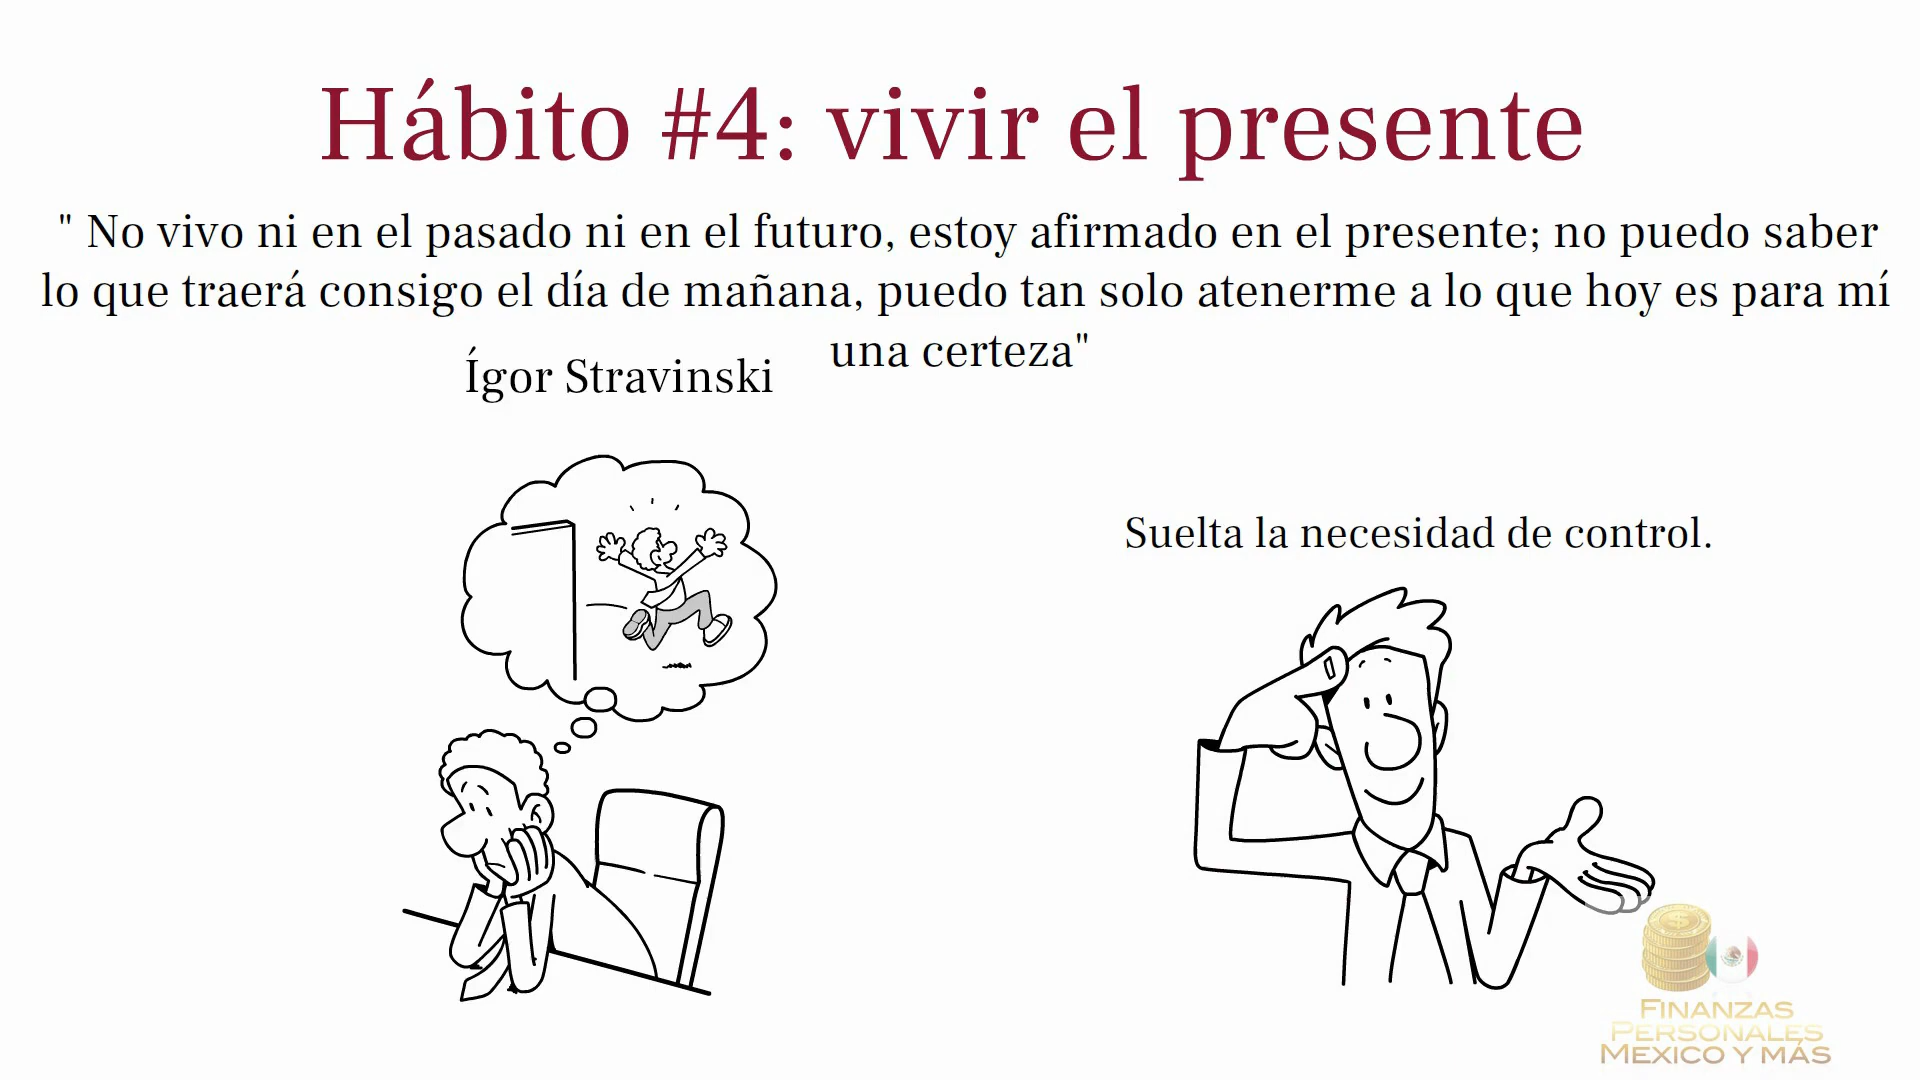 Hábito #4: vivir el presente
" No vivo ni en el pasado ni en el futuro, estoy afirmado en el presente; no puedo saber
lo que traerá consigo el día de mañana, puedo tan solo atenerme a lo que hoy es para mí
una certeza"
Ígor Stravinski
Suelta la necesidad de control.
FINANZAS
PERSONALES
MEXICO Y MÁS